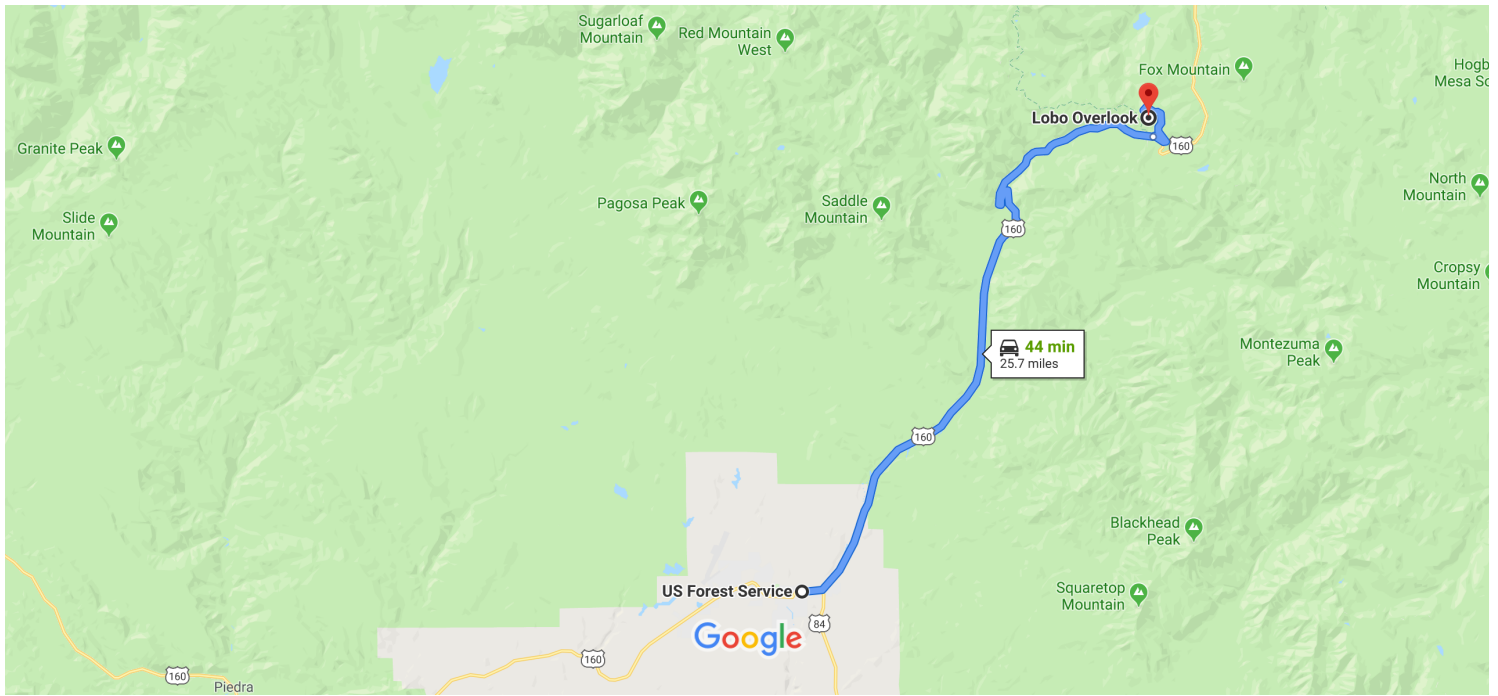 Sugarloaf
Mountain
Red Mountain
West
Fox Mountain
Hogb
Mesa Sc
Lobo Overlook
160
Granite Peak
North
Mountain
Pagosa Peak
Saddle
Mountain
Slide
Mountain
160
Cropsy
Mountain
44 min
25.7 miles
Montezuma
Peak
160
Blackhead
Peak
US Forest Service
Squaretop
Mountain
84
Google
160
160
Piedra